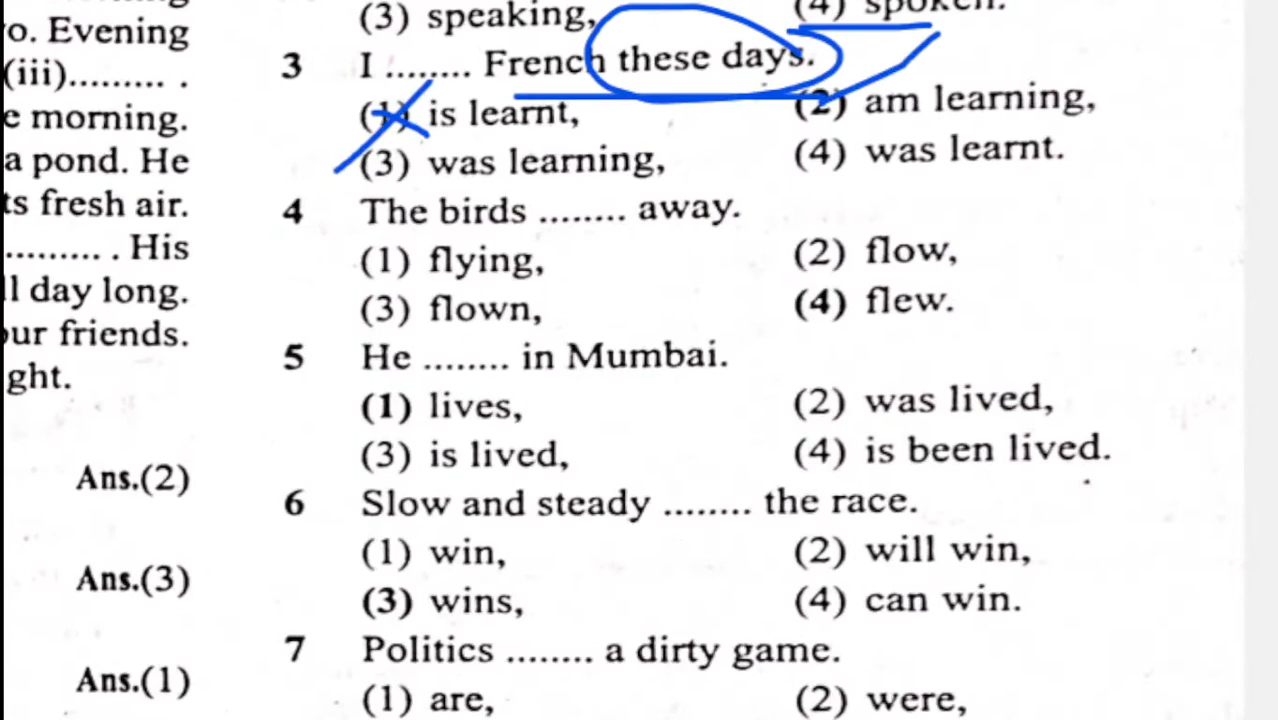 o. Evening
(iii)......... .
e morning.
a pond. He
ts fresh air.
.......... . His
ll day long.
our friends.
ght.
Ans.(2)
Ans.(3)
Ans.(1)
(3) speaking, (4) spoken.
3 I ........ French these days.
(1) is learnt, (2) am learning,
(3) was learning, (4) was learnt.
4 The birds ........ away.
(1) flying, (2) flow,
(3) flown, (4) flew.
5 He ........ in Mumbai.
(1) lives, (2) was lived,
(3) is lived, (4) is been lived.
6 Slow and steady ........ the race.
(1) win, (2) will win,
(3) wins, (4) can win.
7 Politics ........ a dirty game.
(1) are, (2) were,